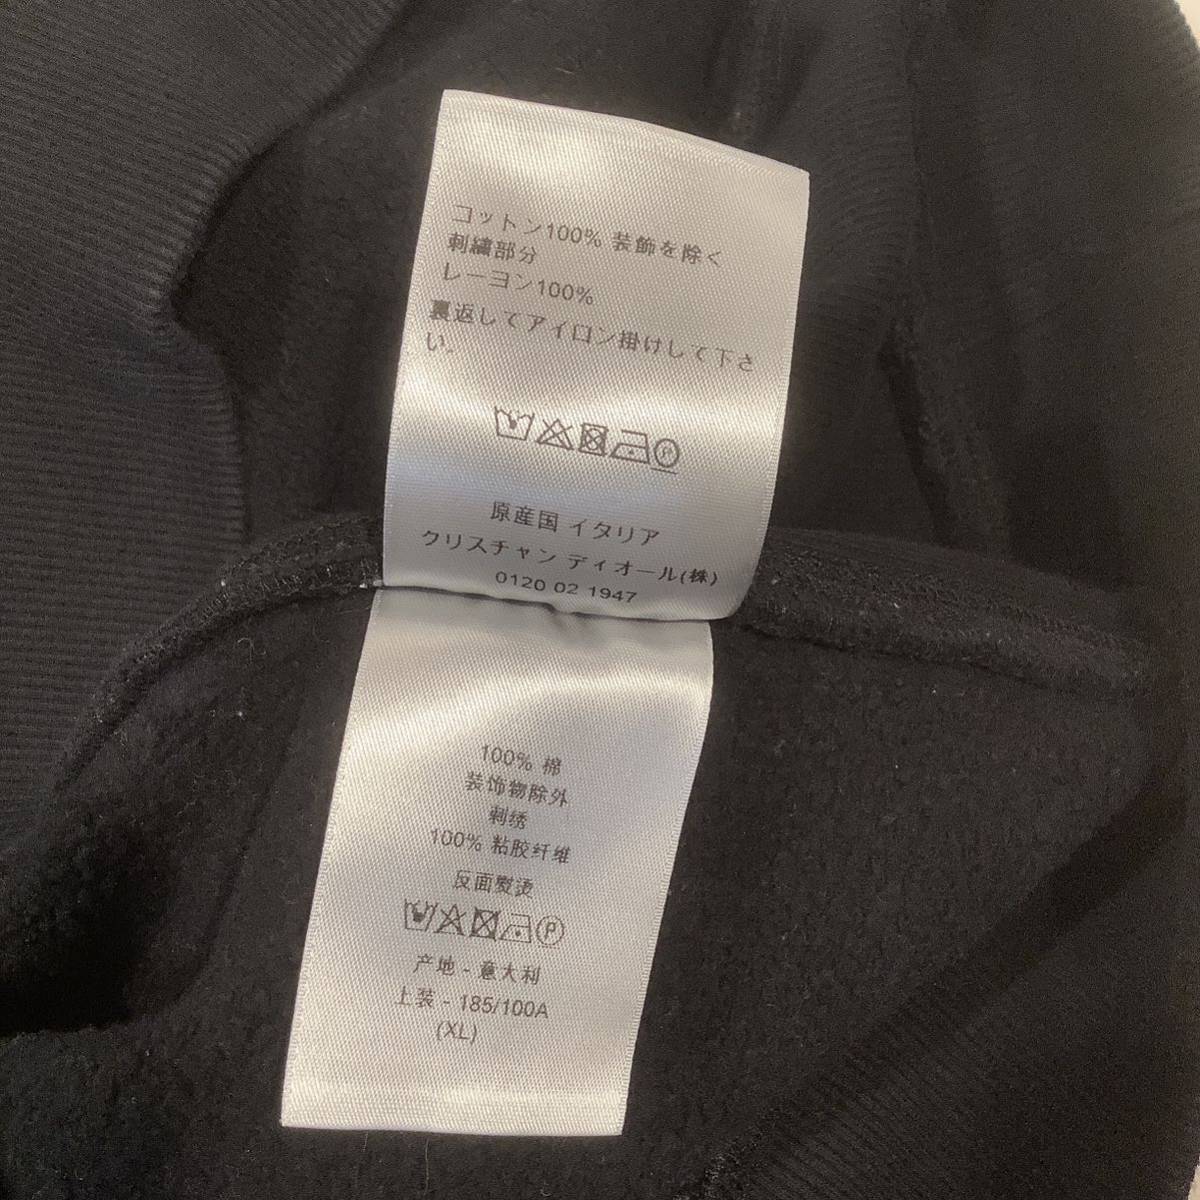 コットン100% 装飾を除く
刺繍部分
レーヨン100%
裏返してアイロン掛けして下さ
い.
P
原産国 イタリア
クリスチャン ディオール(株)
0120 02 1947
100% 棉
装饰物除外
刺绣
100% 粘胶纤维
反面熨烫
P
产地 - 意大利
上装 - 185/100A
(XL)